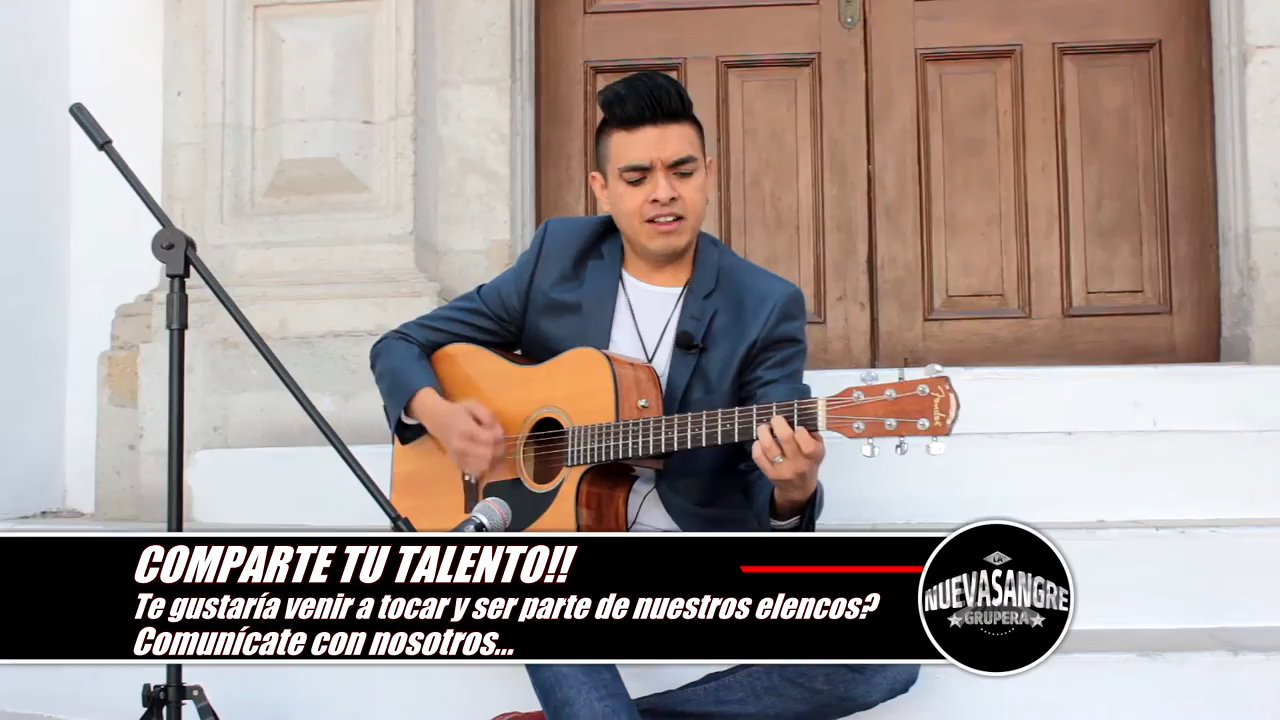 Fender
COMPARTE TU TALENTO!!
Te gustaría venir a tocar y ser parte de nuestros elencos?
Comunícate con nosotros...
LA
NUEVASANGRE
GRUPERA